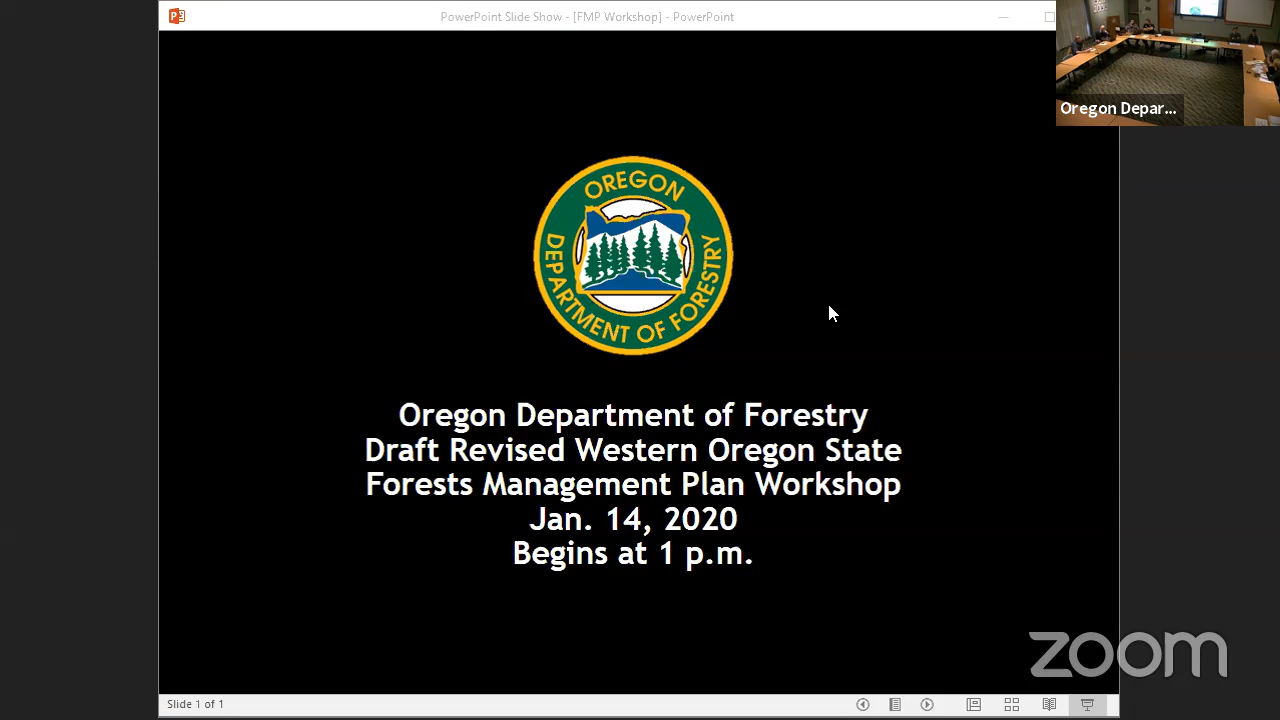 PowerPoint Slide Show - [FMP Workshop] - PowerPoint
Oregon Depar...
OREGON
DEPARTMENT OF FORESTRY
Oregon Department of Forestry
Draft Revised Western Oregon State
Forests Management Plan Workshop
Jan. 14, 2020
Begins at 1 p.m.
zoom
Slide 1 of 1